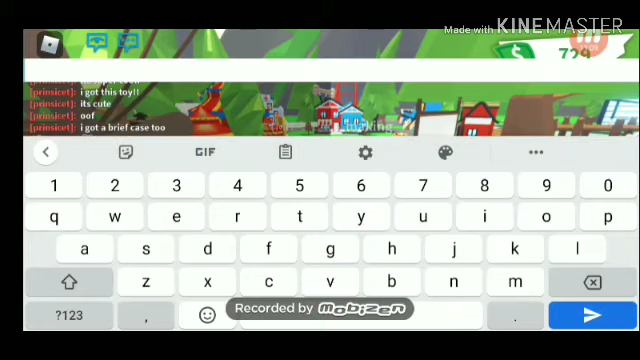 Made with KINEMASTER
$ 729
[prinsicet]: i got this toy!!
[prinsicet]: its cute
[prinsicet]: oof
[prinsicet]: i got a brief case too
GIF
1 2 3 4 5 6 7 8 9 0
q w e r t y u i o p
a s d f g h j k l
z x c v b n m
?123 , .
Recorded by mobizen